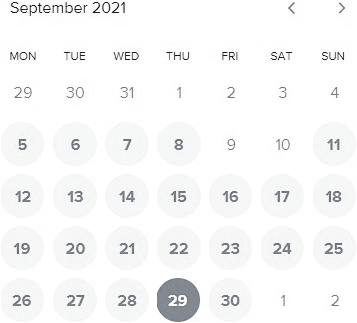 September 2021
MON TUE WED THU FRI SAT SUN
29 30 31 1 2 3 4
5 6 7 8 9 10 11
12 13 14 15 16 17 18
19 20 21 22 23 24 25
26 27 28 29 30 1 2